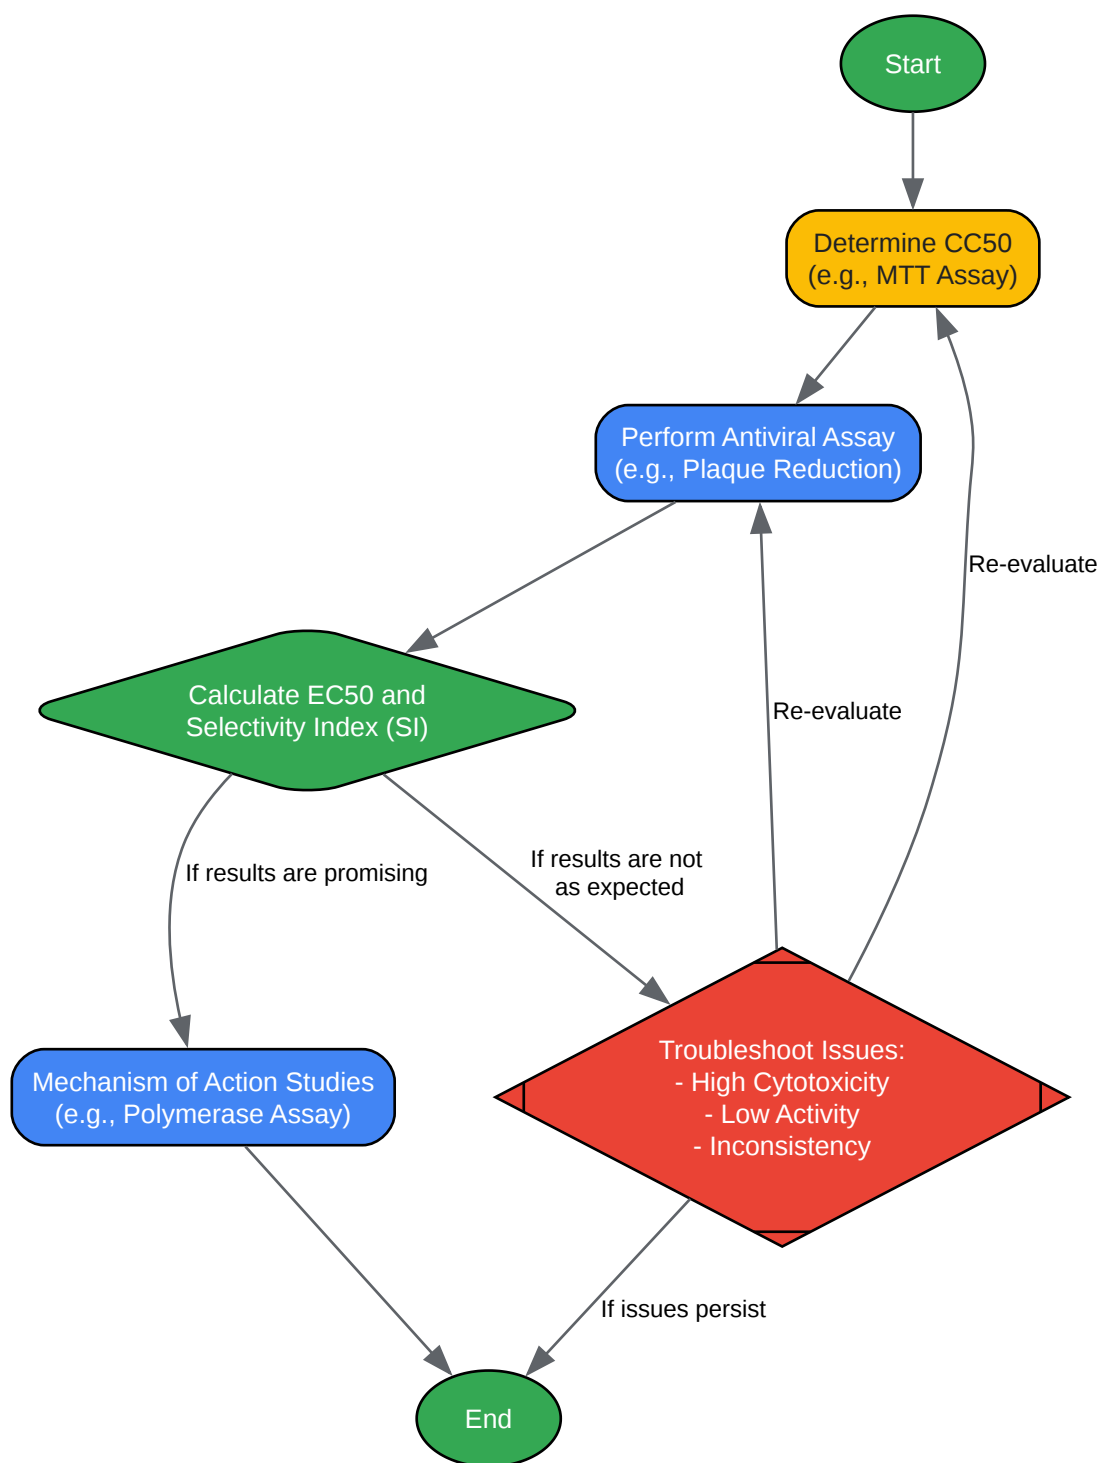 Start
Determine CC50
(e.g., MTT Assay)
Perform Antiviral Assay
(e.g., Plaque Reduction)
Re-evaluate
Calculate EC50 and
Selectivity Index (SI)
Re-evaluate
If results are promising
If results are not
as expected
Mechanism of Action Studies
(e.g., Polymerase Assay)
Troubleshoot Issues:
- High Cytotoxicity
- Low Activity
- Inconsistency
If issues persist
End